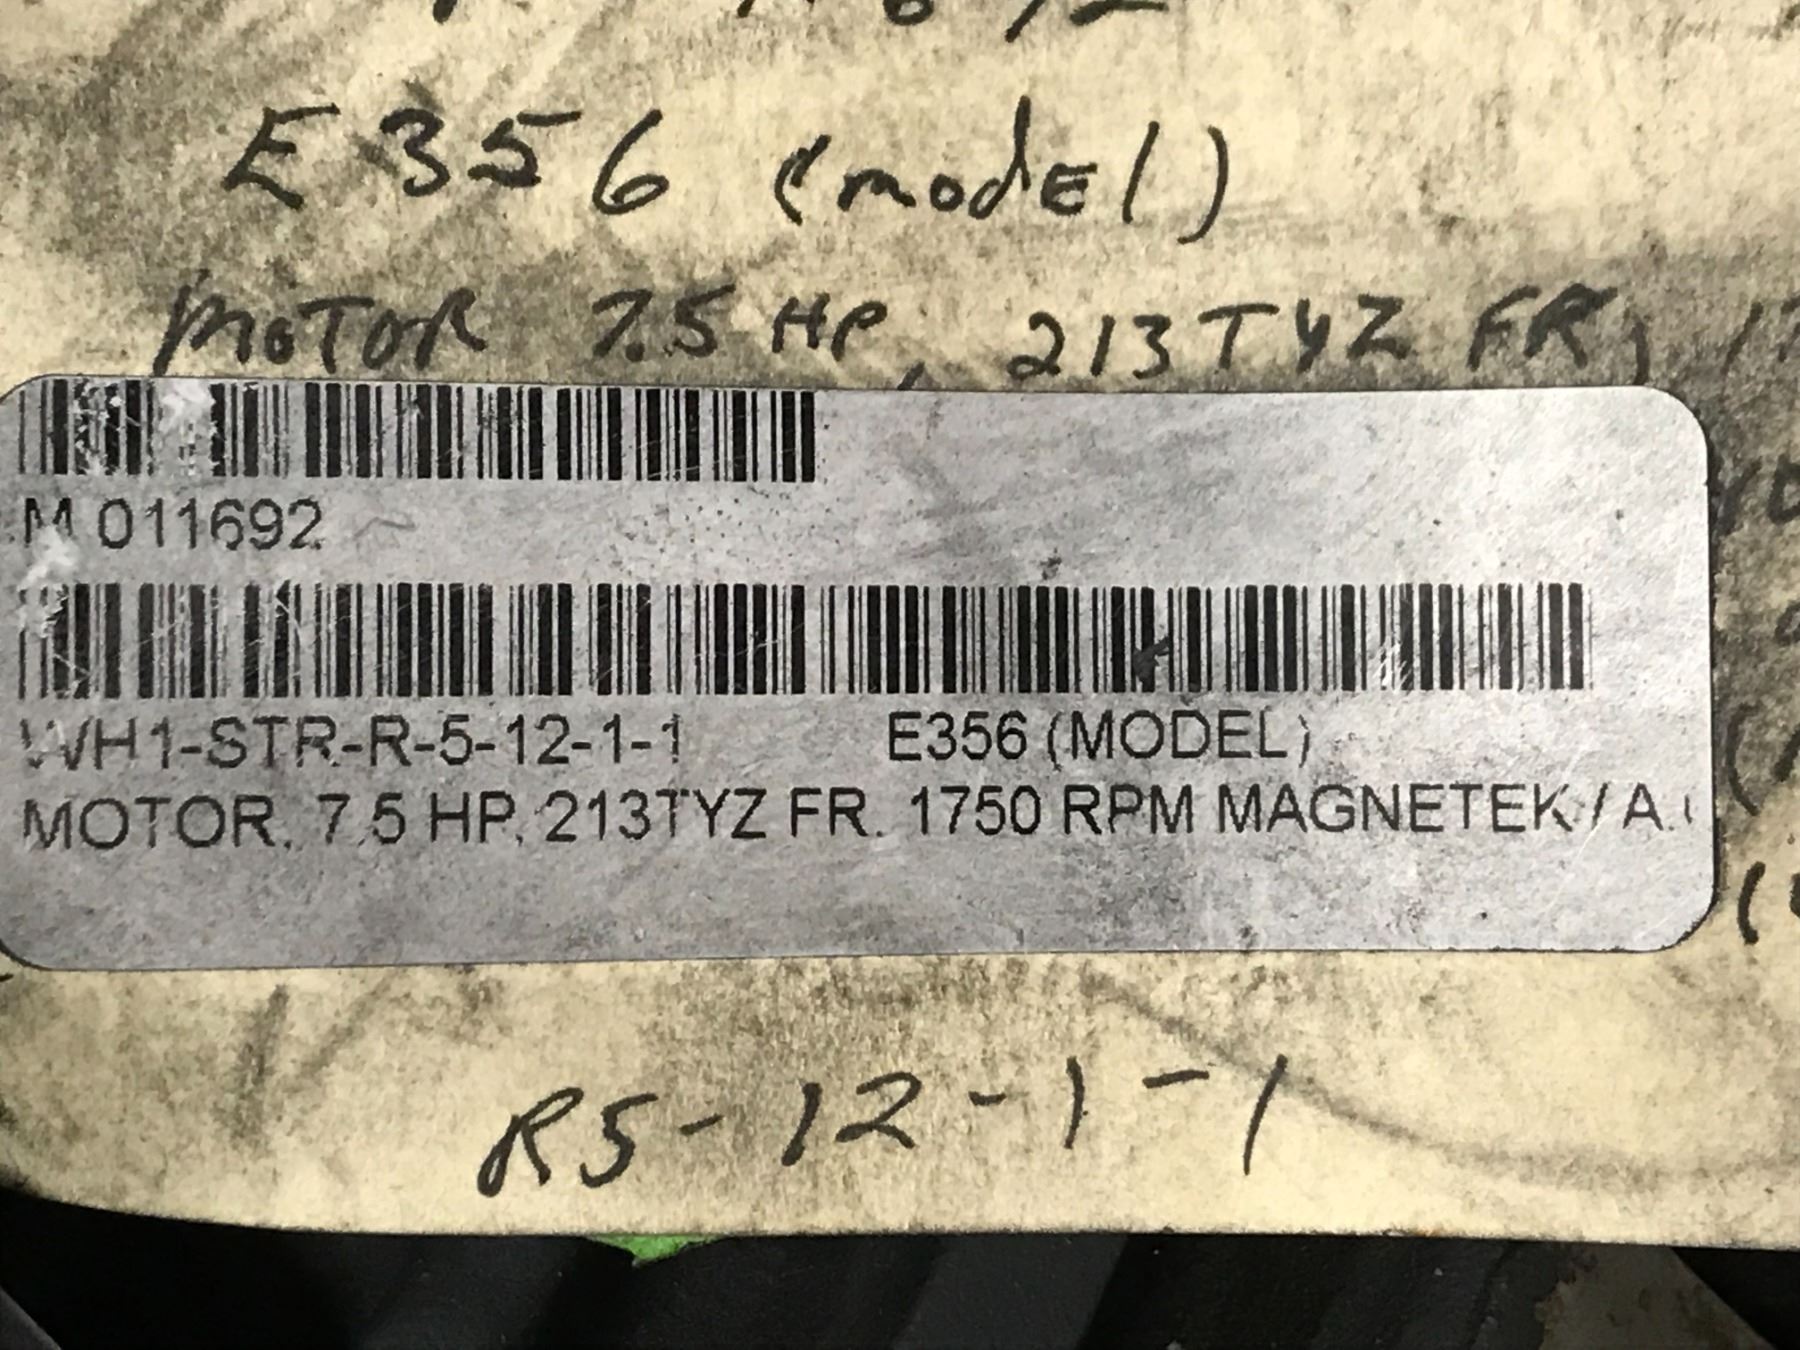 E356 (modEl)
MOTOR 7.5 HP, 213TYZ FR,
M 011692
WH1-STR-R-5-12-1-1 E356 (MODEL)
MOTOR, 7.5 HP, 213TYZ FR. 1750 RPM MAGNETEK / A.
R5-12-1-1